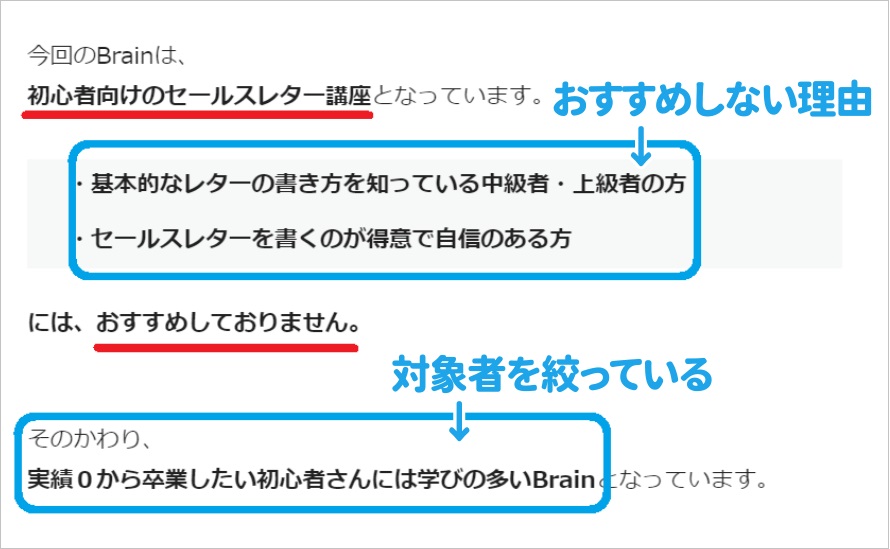 今回のBrainは、
初心者向けのセールスレター講座となっています。
おすすめしない理由
・基本的なレターの書き方を知っている中級者・上級者の方
・セールスレターを書くのが得意で自信のある方
には、おすすめしておりません。
対象者を絞っている
そのかわり、
実績０から卒業したい初心者さんには学びの多いBrainとなっています。